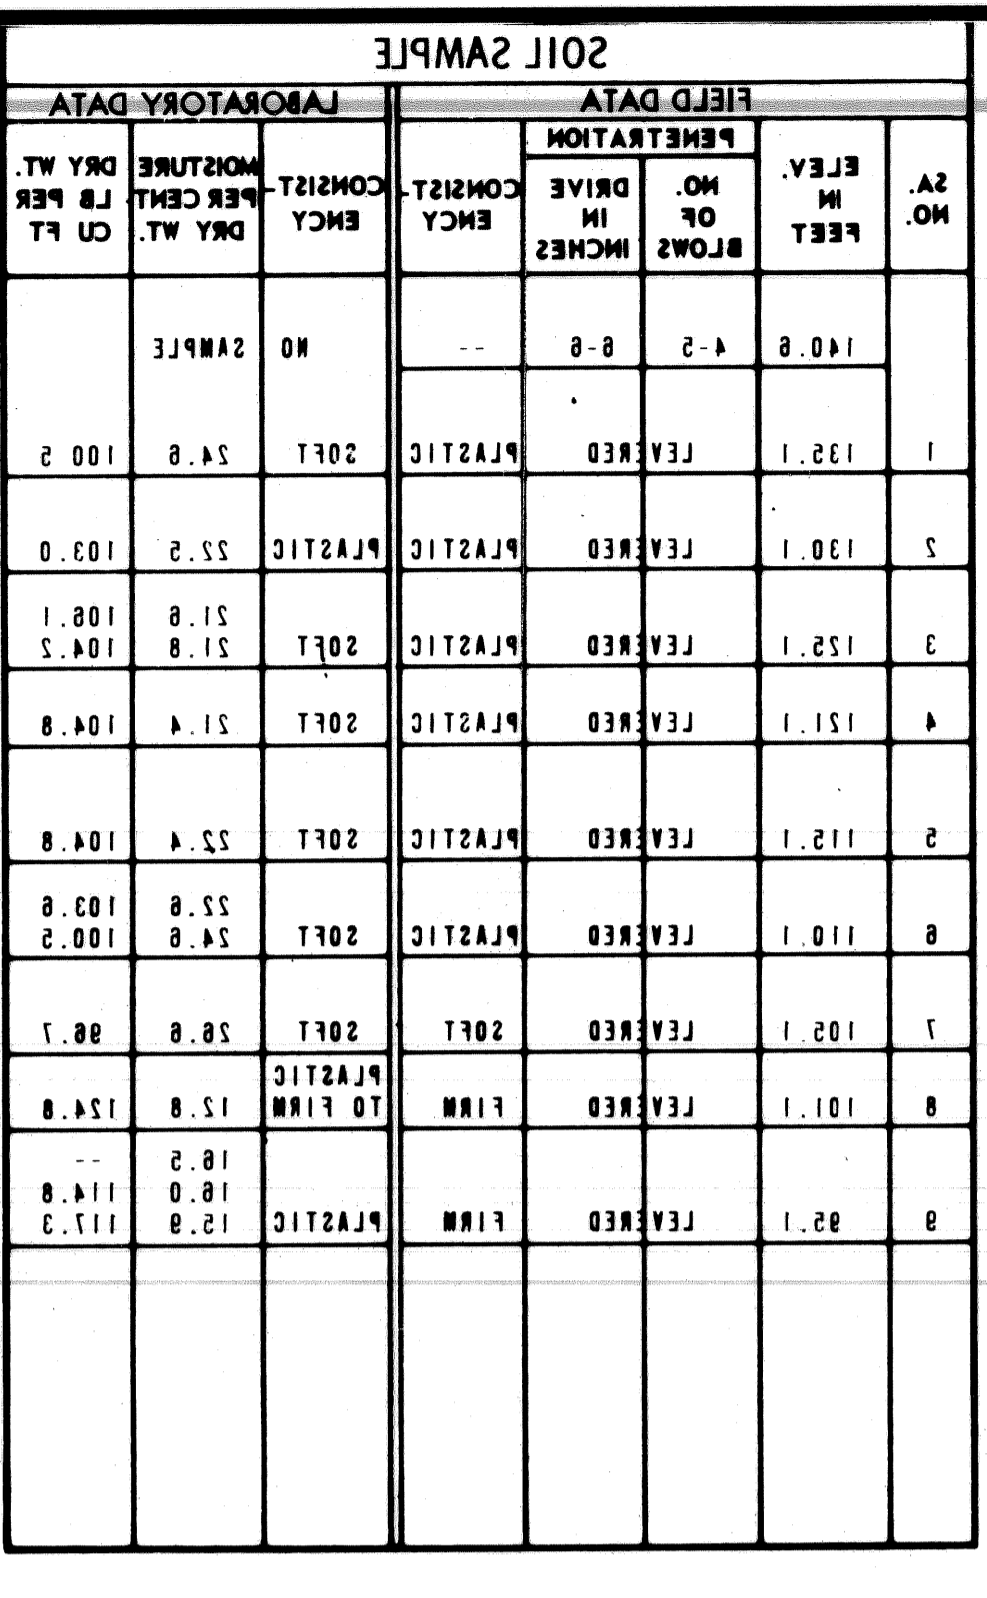 SOIL SAMPLE
FIELD DATA LABORATORY DATA
SA. NO. ELEV. IN FEET PENETRATION NO. OF BLOWS DRIVE IN INCHES CONSIST-ENCY CONSIST-ENCY MOISTURE PER CENT DRY WT. DRY WT. LB PER CU FT
140.6 4-5 6-6 -- NO SAMPLE
1 135.1 LEVERED PLASTIC SOFT 24.6 100 5
2 130.1 LEVERED PLASTIC PLASTIC 22.5 103.0
21.6 106.1
3 125.1 LEVERED PLASTIC SOFT 21.8 104.2
4 121.1 LEVERED PLASTIC SOFT 21.4 104.8
5 115.1 LEVERED PLASTIC SOFT 22.4 104.8
22.6 103.6
6 110.1 LEVERED PLASTIC SOFT 24.6 100.5
7 105.1 LEVERED SOFT SOFT 26.6 96.7
PLASTIC
8 101.1 LEVERED FIRM TO FIRM 12.8 124.8
16.5 --
16.0 114.8
9 95.1 LEVERED FIRM PLASTIC 15.9 117.3